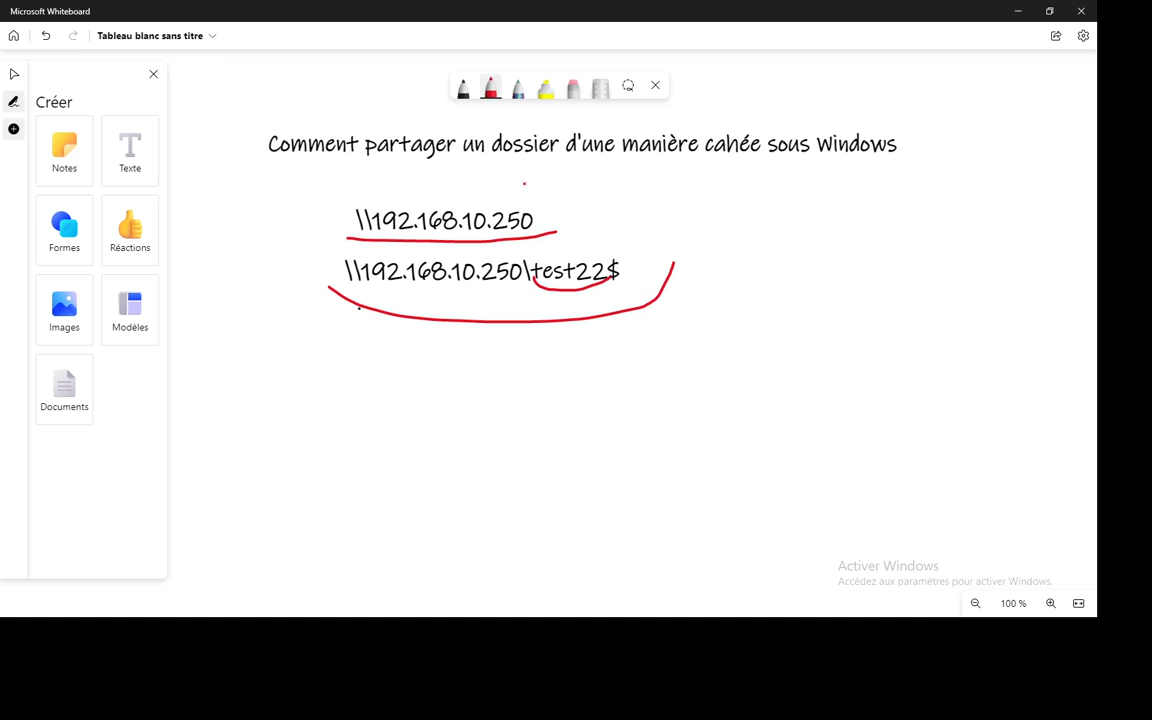 Microsoft Whiteboard
Tableau blanc sans titre
Créer
Notes
Texte
Formes
Réactions
Images
Modèles
Documents
Comment partager un dossier d'une manière cahée sous Windows
\\192.168.10.250
\\192.168.10.250\test22$
Activer Windows
Accédez aux paramètres pour activer Windows.
100 %